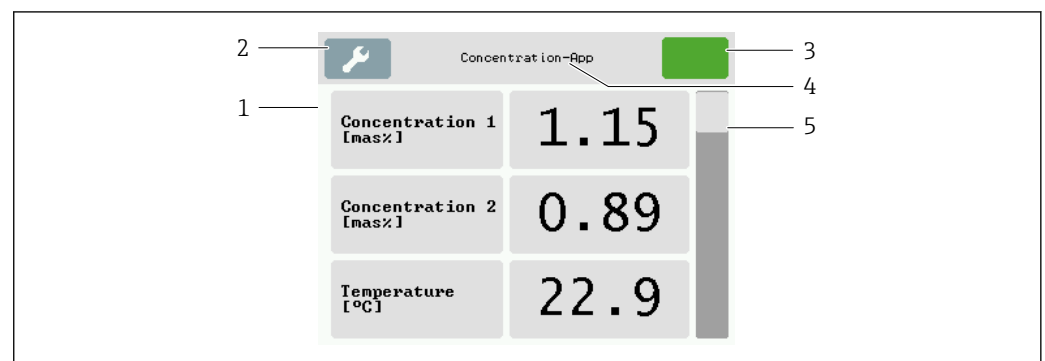 2
Concentration-App
3
4
1
Concentration 1
[mas%]
1.15
5
Concentration 2
[mas%]
0.89
Temperature
[°C]
22.9